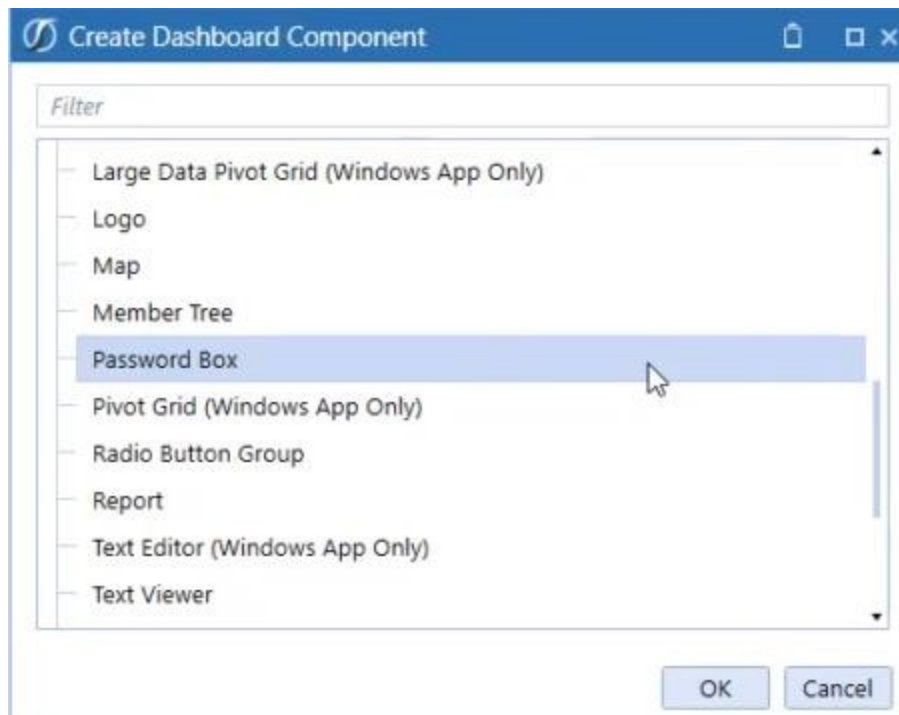 Create Dashboard Component
Filter
Large Data Pivot Grid (Windows App Only)
Logo
Map
Member Tree
Password Box
Pivot Grid (Windows App Only)
Radio Button Group
Report
Text Editor (Windows App Only)
Text Viewer
OK Cancel